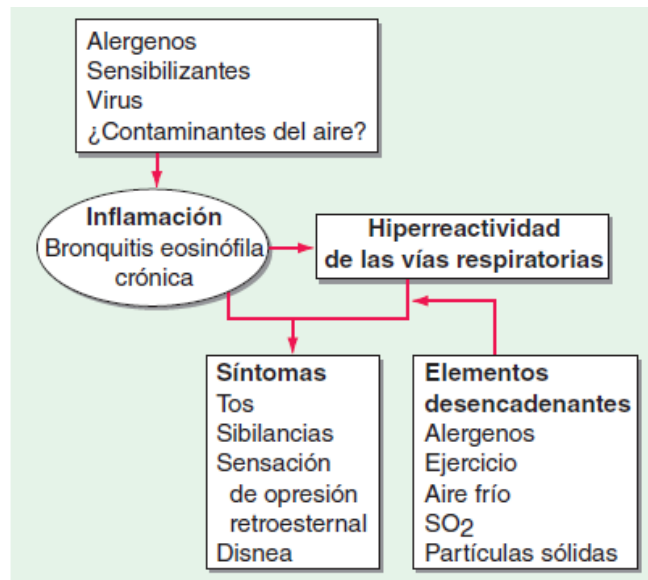 Alergenos
Sensibilizantes
Virus
¿Contaminantes del aire?
Inflamación
Bronquitis eosinófila
crónica
Hiperreactividad
de las vías respiratorias
Síntomas
Tos
Sibilancias
Sensación
de opresión
retroesternal
Disnea
Elementos
desencadenantes
Alergenos
Ejercicio
Aire frío
SO2
Partículas sólidas